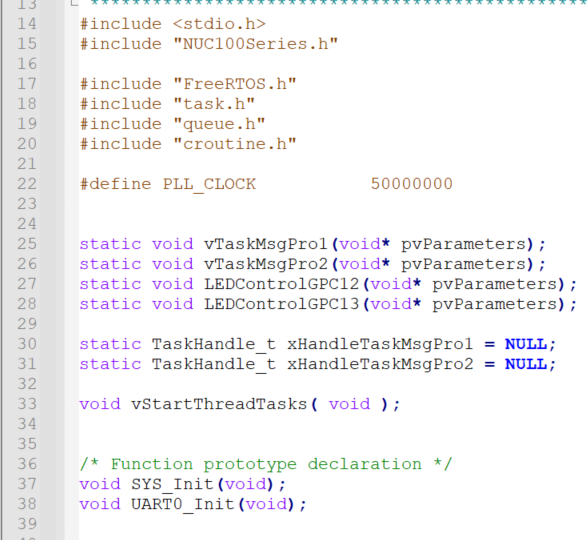 13 ************************************************
14 #include <stdio.h>
15 #include "NUC100Series.h"
16
17 #include "FreeRTOS.h"
18 #include "task.h"
19 #include "queue.h"
20 #include "croutine.h"
21
22 #define PLL_CLOCK 50000000
23
24
25 static void vTaskMsgPro1(void* pvParameters);
26 static void vTaskMsgPro2(void* pvParameters);
27 static void LEDControlGPC12(void* pvParameters);
28 static void LEDControlGPC13(void* pvParameters);
29
30 static TaskHandle_t xHandleTaskMsgPro1 = NULL;
31 static TaskHandle_t xHandleTaskMsgPro2 = NULL;
32
33 void vStartThreadTasks( void );
34
35
36 /* Function prototype declaration */
37 void SYS_Init(void);
38 void UART0_Init(void);
39